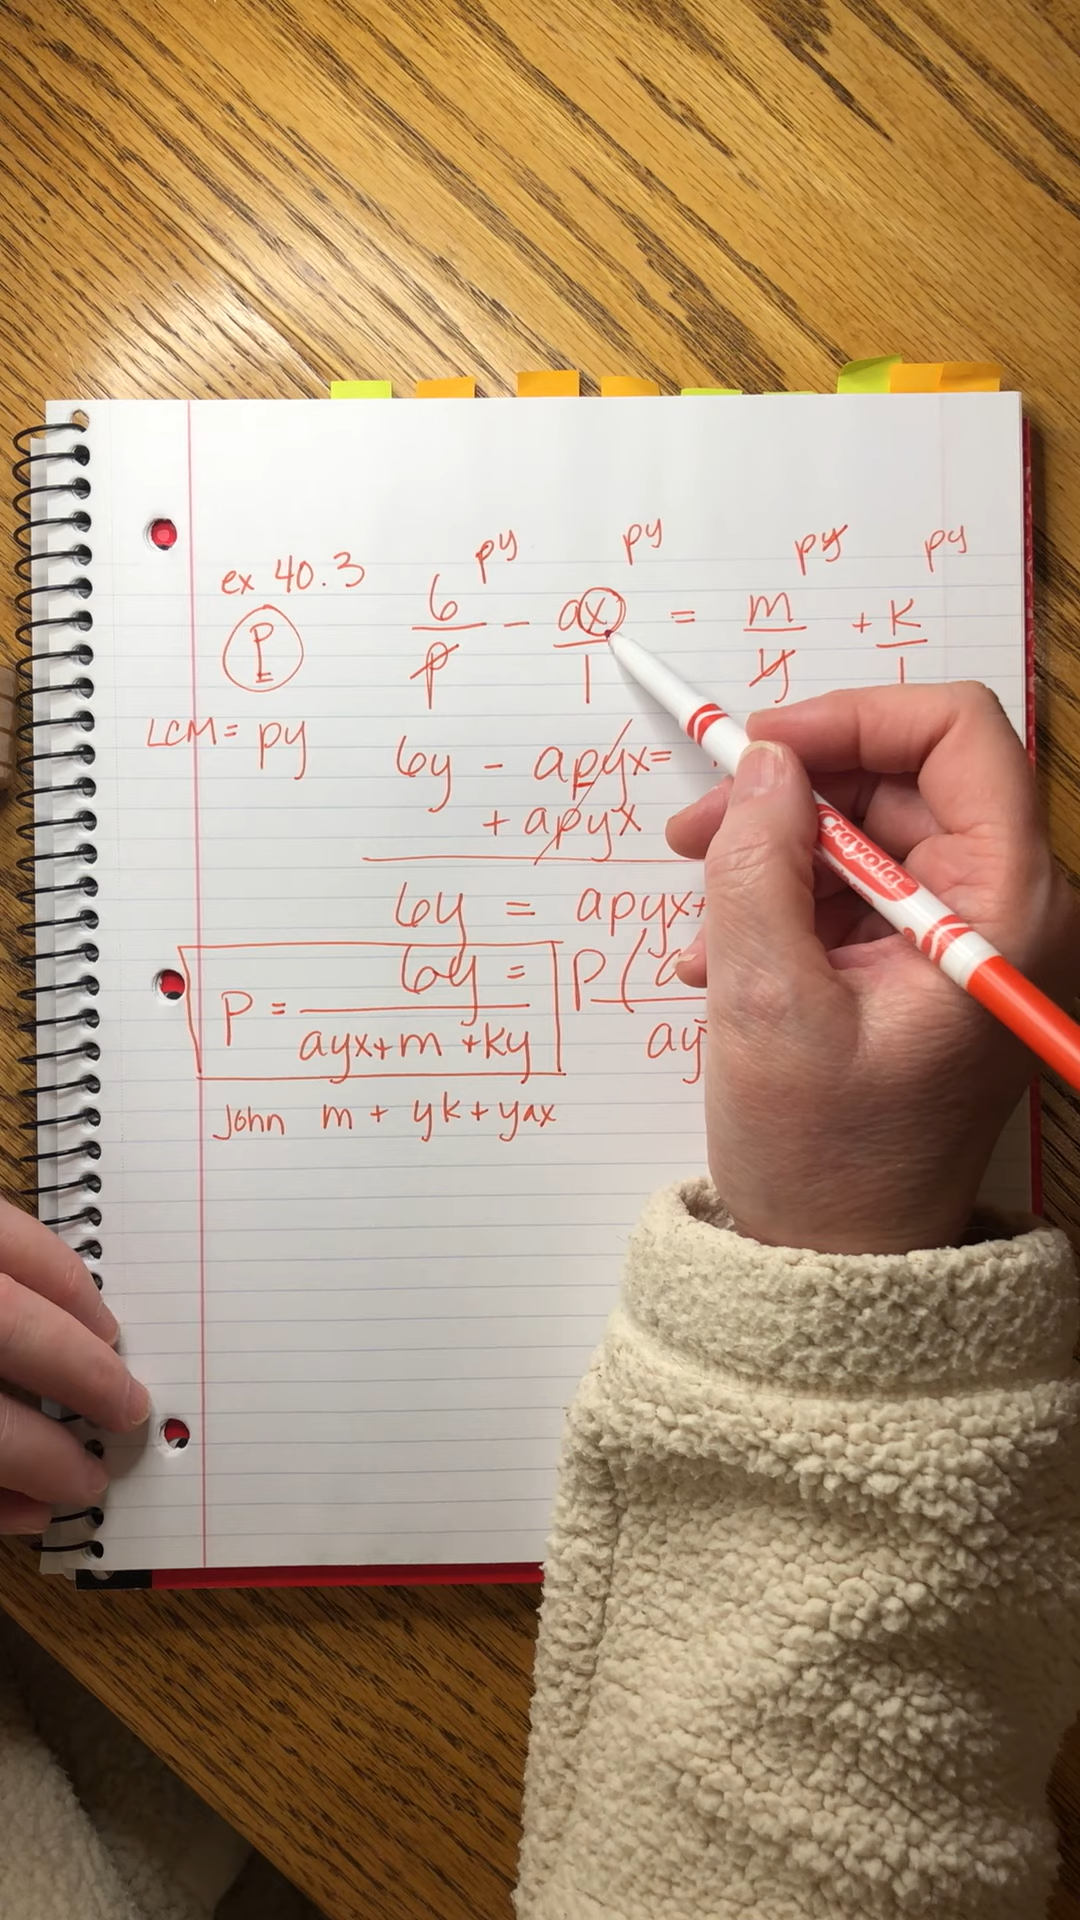 py py py py
ex 40.3 6/p - ax/1 = m/y + k/1
P
LCM = py
6y - apyx =
+ apyx
6y = apyx+
6y = P(a
P = ayx+m+ky ay
John m + yk + yax
Crayola